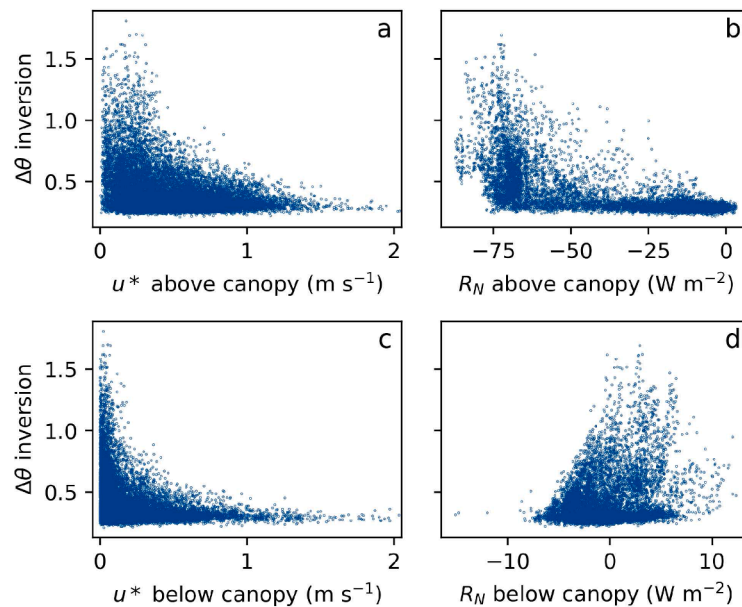 a
b
Δθ inversion
1.5
1.0
0.5
0
1
2
−75
−50
−25
0
u* above canopy (m s⁻¹)
R_N above canopy (W m⁻²)
c
d
Δθ inversion
1.5
1.0
0.5
0
1
2
−10
0
10
u* below canopy (m s⁻¹)
R_N below canopy (W m⁻²)